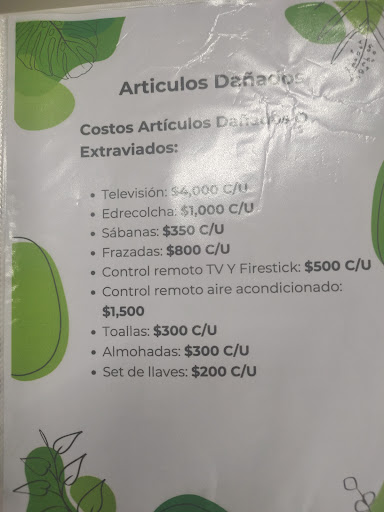 Articulos Dañados
Costos Artículos Dañados O
Extraviados:
• Televisión: $4,000 C/U
• Edrecolcha: $1,000 C/U
• Sábanas: $350 C/U
• Frazadas: $800 C/U
• Control remoto TV Y Firestick: $500 C/U
• Control remoto aire acondicionado:
$1,500
• Toallas: $300 C/U
• Almohadas: $300 C/U
• Set de llaves: $200 C/U